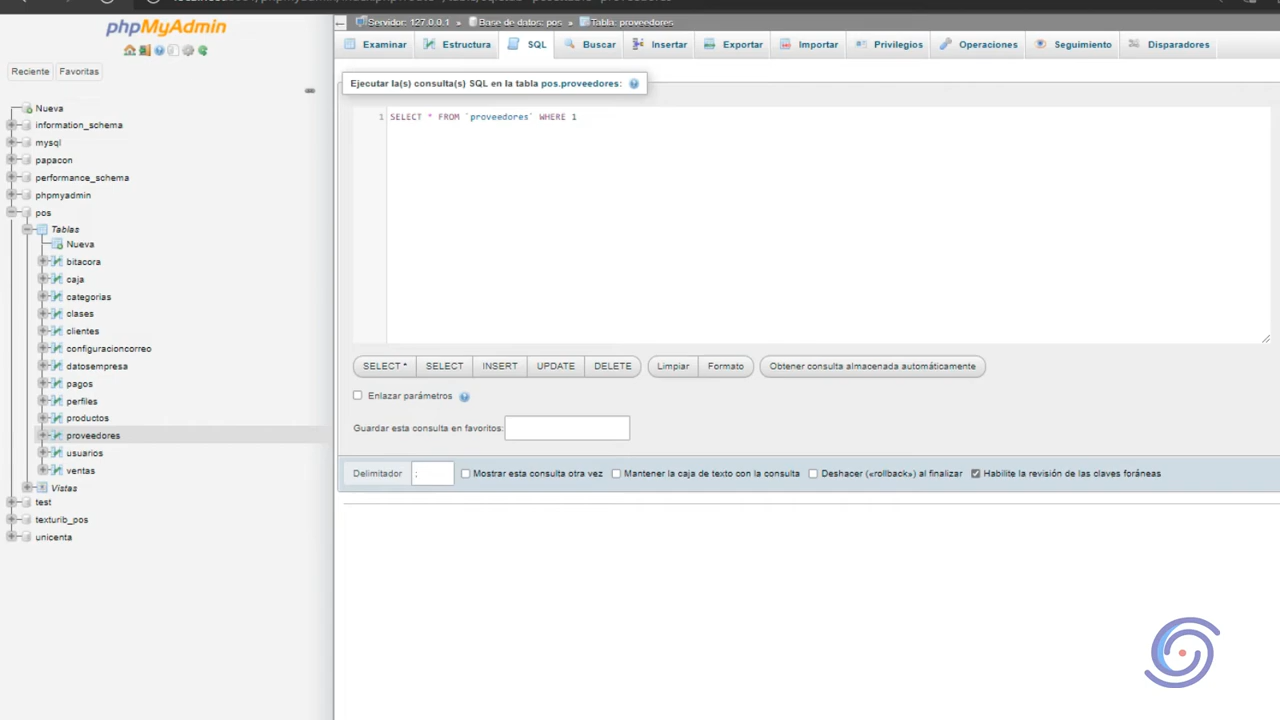 phpMyAdmin
Servidor: 127.0.0.1 » Base de datos: pos » Tabla: proveedores
Examinar Estructura SQL Buscar Insertar Exportar Importar Privilegios Operaciones Seguimiento Disparadores
Reciente Favoritas
Ejecutar la(s) consulta(s) SQL en la tabla pos.proveedores:
1 SELECT * FROM `proveedores` WHERE 1
Nueva
information_schema
mysql
papacon
performance_schema
phpmyadmin
pos
Tablas
Nueva
bitacora
caja
categorias
clases
clientes
configuracioncorreo
datosempresa
pagos
perfiles
productos
proveedores
usuarios
ventas
Vistas
test
texturib_pos
unicenta
SELECT * SELECT INSERT UPDATE DELETE Limpiar Formato Obtener consulta almacenada automáticamente
Enlazar parámetros
Guardar esta consulta en favoritos:
Delimitador ; Mostrar esta consulta otra vez Mantener la caja de texto con la consulta Deshacer («rollback») al finalizar Habilite la revisión de las claves foráneas